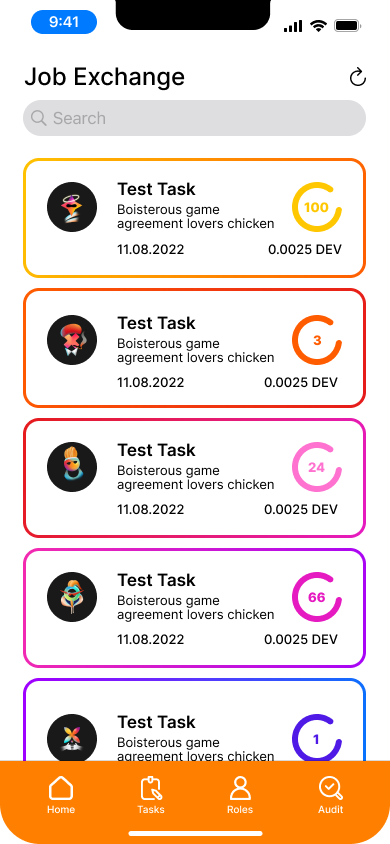 9:41
Job Exchange
Search
Test Task
Boisterous game
agreement lovers chicken
100
11.08.2022
0.0025 DEV
Test Task
Boisterous game
agreement lovers chicken
3
11.08.2022
0.0025 DEV
Test Task
Boisterous game
agreement lovers chicken
24
11.08.2022
0.0025 DEV
Test Task
Boisterous game
agreement lovers chicken
66
11.08.2022
0.0025 DEV
Test Task
Boisterous game
agreement lovers chicken
1
Home
Tasks
Roles
Audit